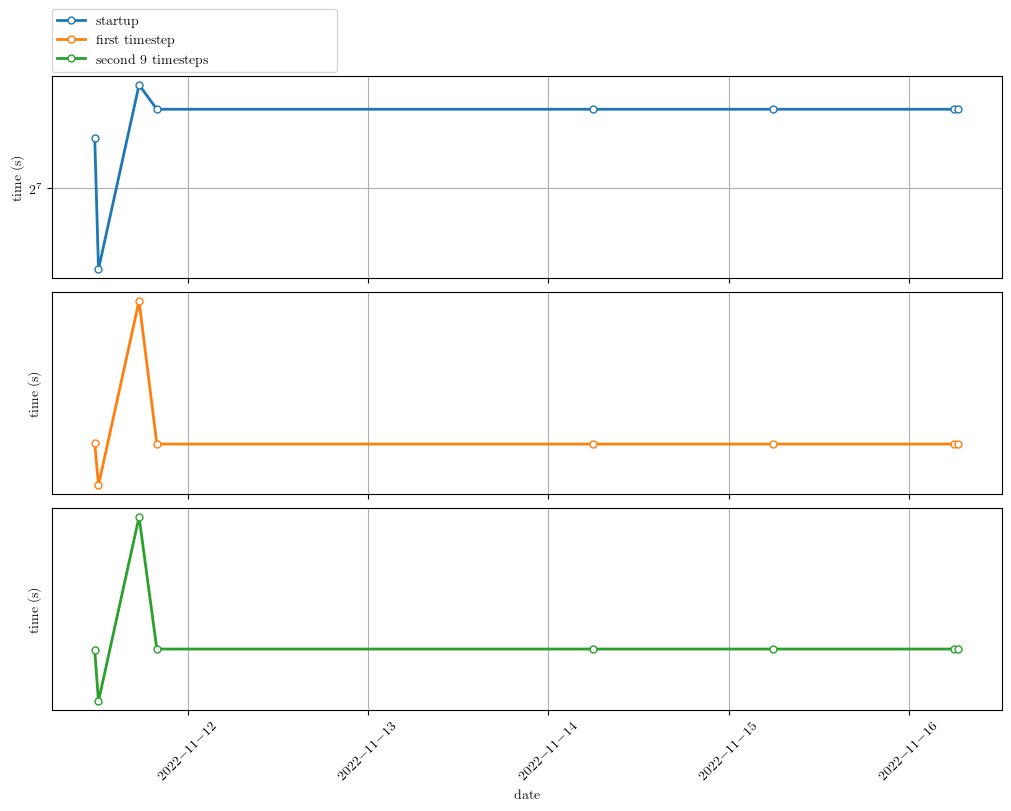 startup
first timestep
second 9 timesteps
time (s)
2⁷
time (s)
time (s)
2022−11−12
2022−11−13
2022−11−14
2022−11−15
2022−11−16
date